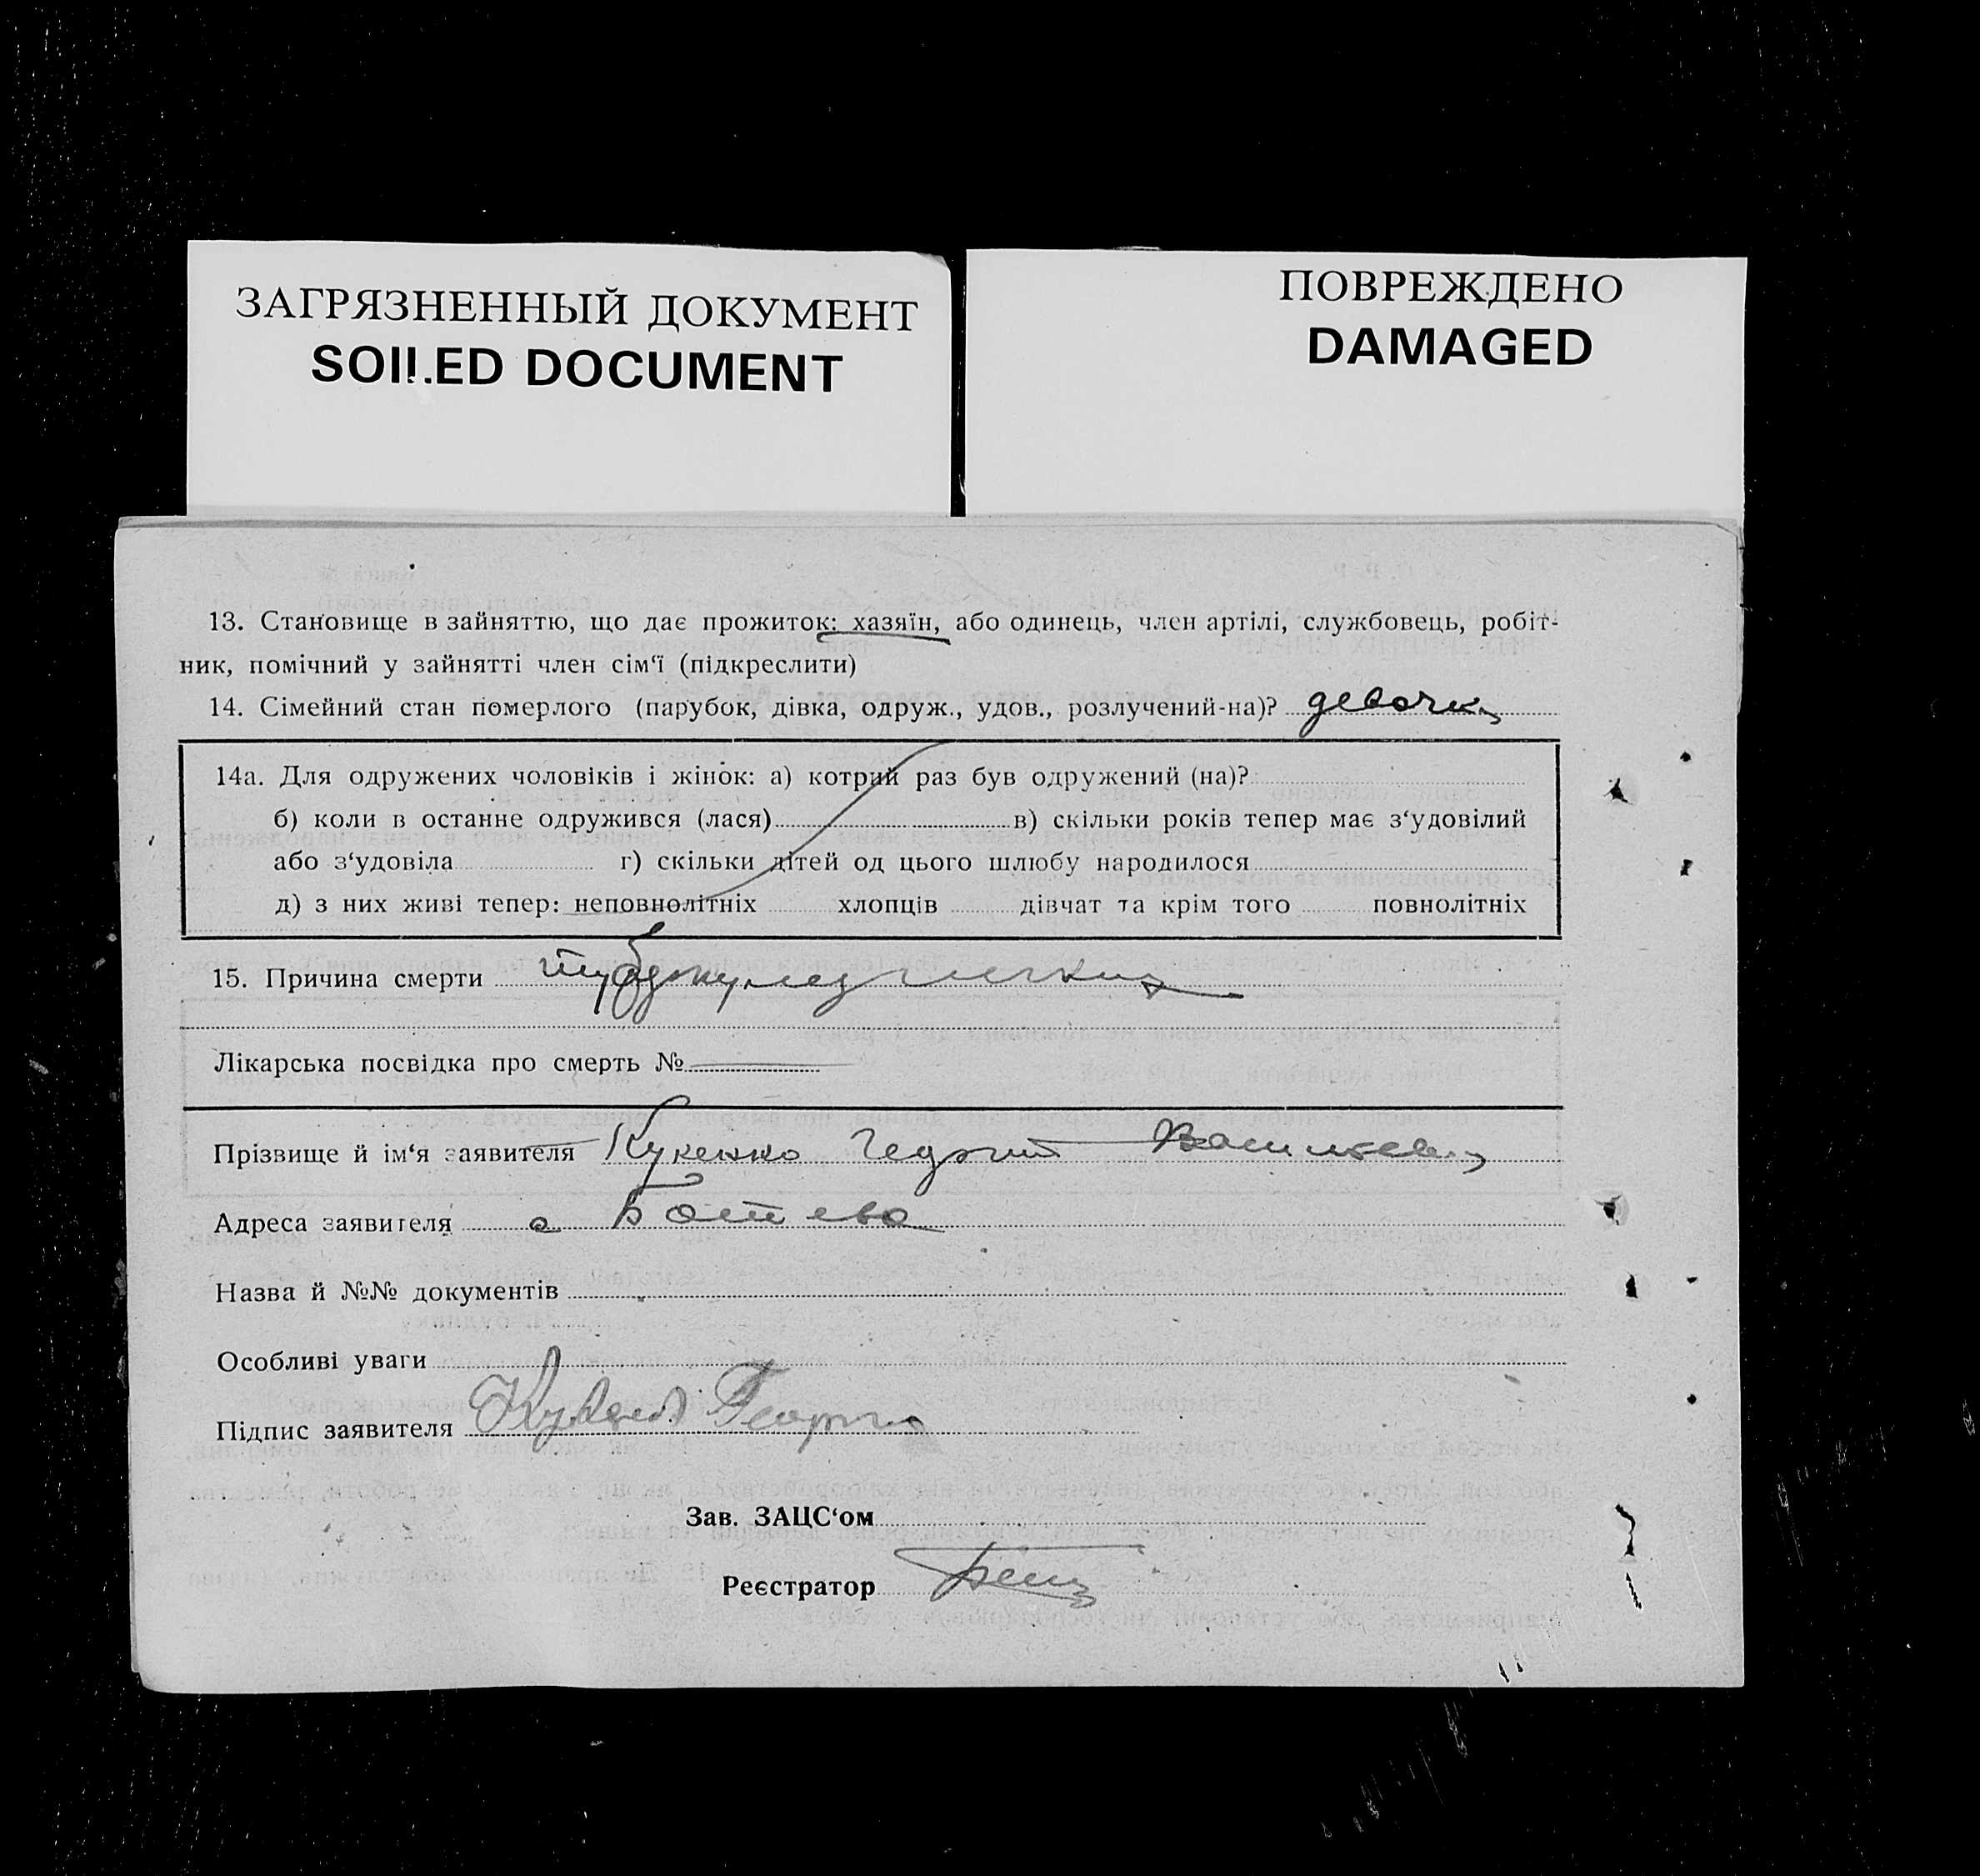 ЗАГРЯЗНЕННЫЙ ДОКУМЕНТ
SOILED DOCUMENT
ПОВРЕЖДЕНО
DAMAGED
13. Становище в зайняттю, що дає прожиток: хазяїн, або одинець, член артілі, службовець, робіт-
ник, помічний у зайнятті член сім‘ї (підкреслити)
14. Сімейний стан померлого (парубок, дівка, одруж., удов., розлучений-на)? девочка
14а. Для одружених чоловіків і жінок: а) котрий раз був одружений (на)?
б) коли в останне одружився (лася) в) скільки років тепер має з‘удовілий
або з‘удовіла г) скільки дітей од цього шлюбу народилося
д) з них живі тепер: неповнолітніх хлопців дівчат та крім того повнолітніх
15. Причина смерти
Лікарська посвідка про смерть №
Прізвище й ім‘я заявителя Васильевич
Адреса заявителя с Ботево
Назва й №№ документів
Особливі уваги
Підпис заявителя
Зав. ЗАЦС‘ом
Реєстратор